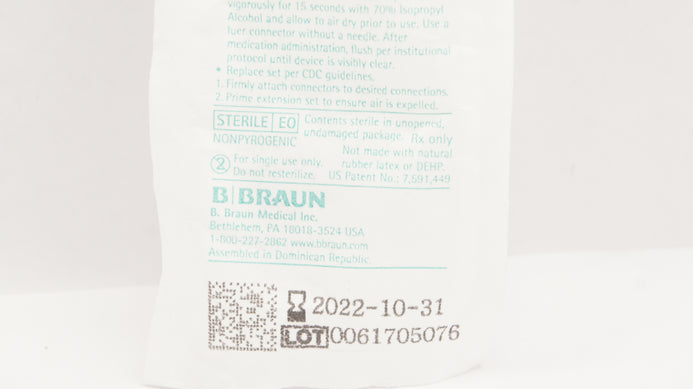 vigorously for 15 seconds with 70% Isopropyl
Alcohol and allow to air dry prior to use. Use a
luer connector without a needle. After
medication administration, flush per institutional
protocol until device is visibly clear.
• Replace set per CDC guidelines.
1. Firmly attach connectors to desired connections.
2. Prime extension set to ensure air is expelled.
STERILE EO Contents sterile in unopened,
undamaged package. Rx only
NONPYROGENIC
Not made with natural
rubber latex or DEHP.
2 For single use only.
Do not resterilize. US Patent No.: 7,591,449
B|BRAUN
B. Braun Medical Inc.
Bethlehem, PA 18018-3524 USA
1-800-227-2862 www.bbraun.com
Assembled in Dominican Republic.
2022-10-31
LOT 0061705076